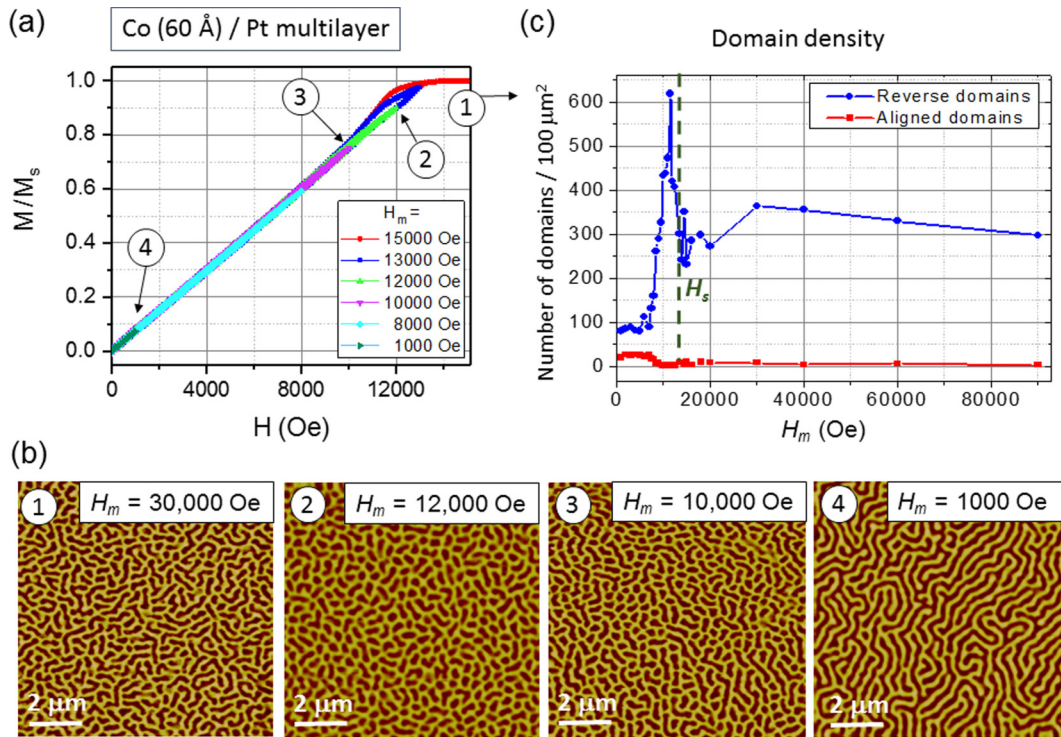 (a)
Co (60 Å) / Pt multilayer
1.0
0.8
0.6
0.4
0.2
0.0
M/Mₛ
0 4000 8000 12000
H (Oe)
1
2
3
4
Hₘ=
15000 Oe
13000 Oe
12000 Oe
10000 Oe
8000 Oe
1000 Oe
(c)
Domain density
Number of domains / 100 μm²
600
500
400
300
200
100
0
0 20000 40000 60000 80000
Hₘ (Oe)
Reverse domains
Aligned domains
Hₛ
(b)
1
Hₘ = 30,000 Oe
2 μm
2
Hₘ = 12,000 Oe
2 μm
3
Hₘ = 10,000 Oe
2 μm
4
Hₘ = 1000 Oe
2 μm